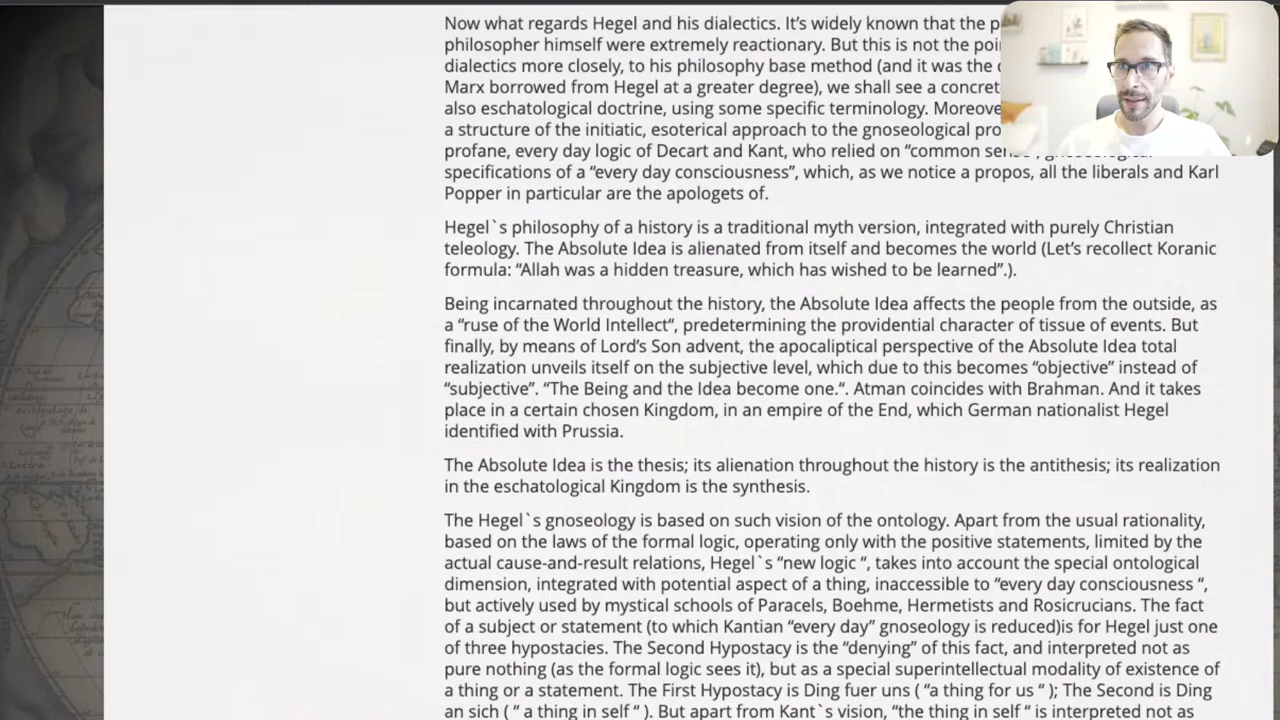 Now what regards Hegel and his dialectics. It’s widely known that the p
philosopher himself were extremely reactionary. But this is not the poi
dialectics more closely, to his philosophy base method (and it was the
Marx borrowed from Hegel at a greater degree), we shall see a concret
also eschatological doctrine, using some specific terminology. Moreove
a structure of the initiatic, esoterical approach to the gnoseological pro
profane, every day logic of Decart and Kant, who relied on “common sense”, gnoseological
specifications of a “every day consciousness”, which, as we notice a propos, all the liberals and Karl
Popper in particular are the apologets of.
Hegel`s philosophy of a history is a traditional myth version, integrated with purely Christian
teleology. The Absolute Idea is alienated from itself and becomes the world (Let’s recollect Koranic
formula: “Allah was a hidden treasure, which has wished to be learned”.).
Being incarnated throughout the history, the Absolute Idea affects the people from the outside, as
a “ruse of the World Intellect“, predetermining the providential character of tissue of events. But
finally, by means of Lord’s Son advent, the apocaliptical perspective of the Absolute Idea total
realization unveils itself on the subjective level, which due to this becomes “objective” instead of
“subjective”. “The Being and the Idea become one.“. Atman coincides with Brahman. And it takes
place in a certain chosen Kingdom, in an empire of the End, which German nationalist Hegel
identified with Prussia.
The Absolute Idea is the thesis; its alienation throughout the history is the antithesis; its realization
in the eschatological Kingdom is the synthesis.
The Hegel`s gnoseology is based on such vision of the ontology. Apart from the usual rationality,
based on the laws of the formal logic, operating only with the positive statements, limited by the
actual cause-and-result relations, Hegel`s “new logic “, takes into account the special ontological
dimension, integrated with potential aspect of a thing, inaccessible to “every day consciousness “,
but actively used by mystical schools of Paracels, Boehme, Hermetists and Rosicrucians. The fact
of a subject or statement (to which Kantian “every day” gnoseology is reduced)is for Hegel just one
of three hypostacies. The Second Hypostacy is the “denying” of this fact, and interpreted not as
pure nothing (as the formal logic sees it), but as a special superintellectual modality of existence of
a thing or a statement. The First Hypostacy is Ding fuer uns ( “a thing for us “ ); The Second is Ding
an sich ( “ a thing in self “ ). But apart from Kant`s vision, “the thing in self “ is interpreted not as